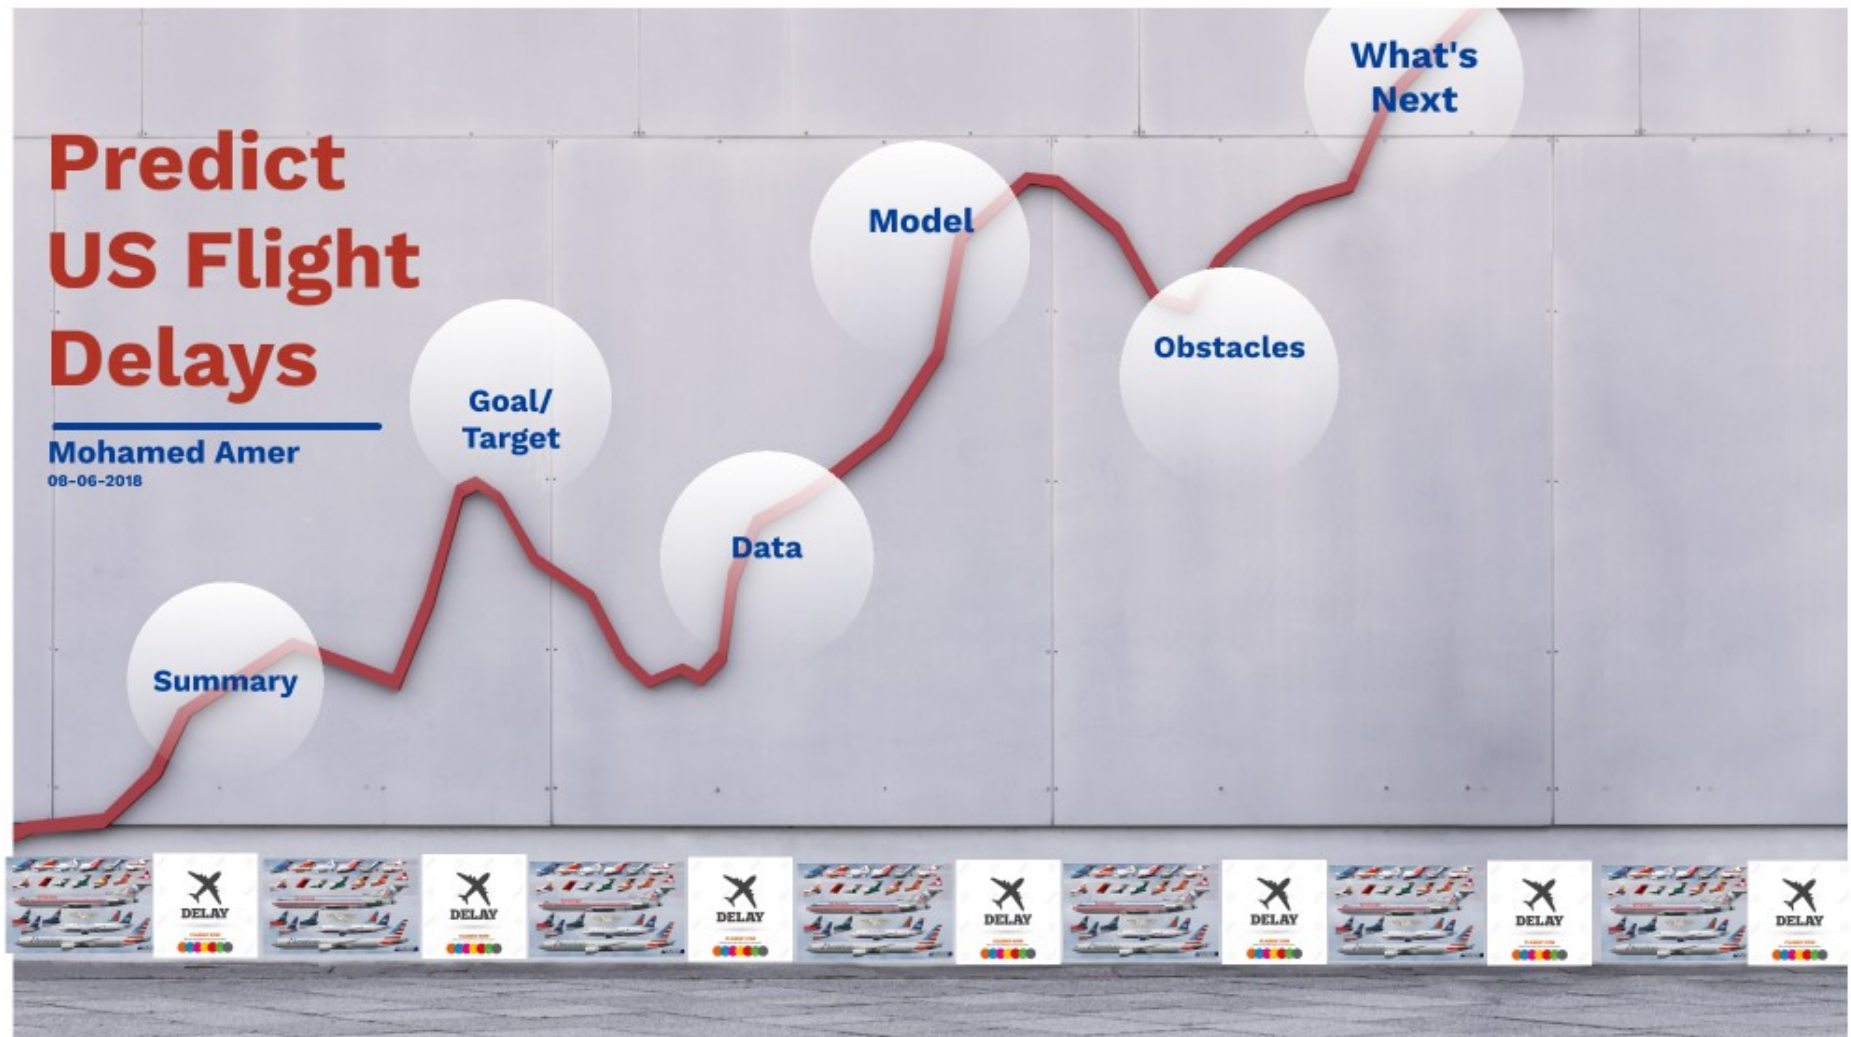 Predict
US Flight
Delays
Mohamed Amer
08-06-2018
Summary
Goal/
Target
Data
Model
Obstacles
What's
Next
DELAY
DELAY
DELAY
DELAY
DELAY
DELAY
DELAY